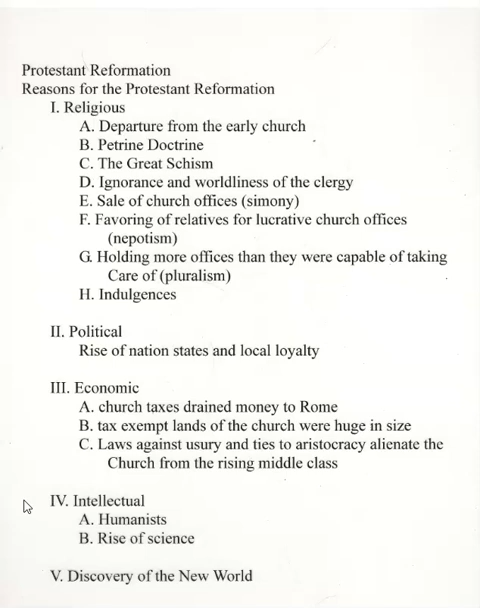 Protestant Reformation
Reasons for the Protestant Reformation
I. Religious
A. Departure from the early church
B. Petrine Doctrine
C. The Great Schism
D. Ignorance and worldliness of the clergy
E. Sale of church offices (simony)
F. Favoring of relatives for lucrative church offices
(nepotism)
G. Holding more offices than they were capable of taking
Care of (pluralism)
H. Indulgences
II. Political
Rise of nation states and local loyalty
III. Economic
A. church taxes drained money to Rome
B. tax exempt lands of the church were huge in size
C. Laws against usury and ties to aristocracy alienate the
Church from the rising middle class
IV. Intellectual
A. Humanists
B. Rise of science
V. Discovery of the New World